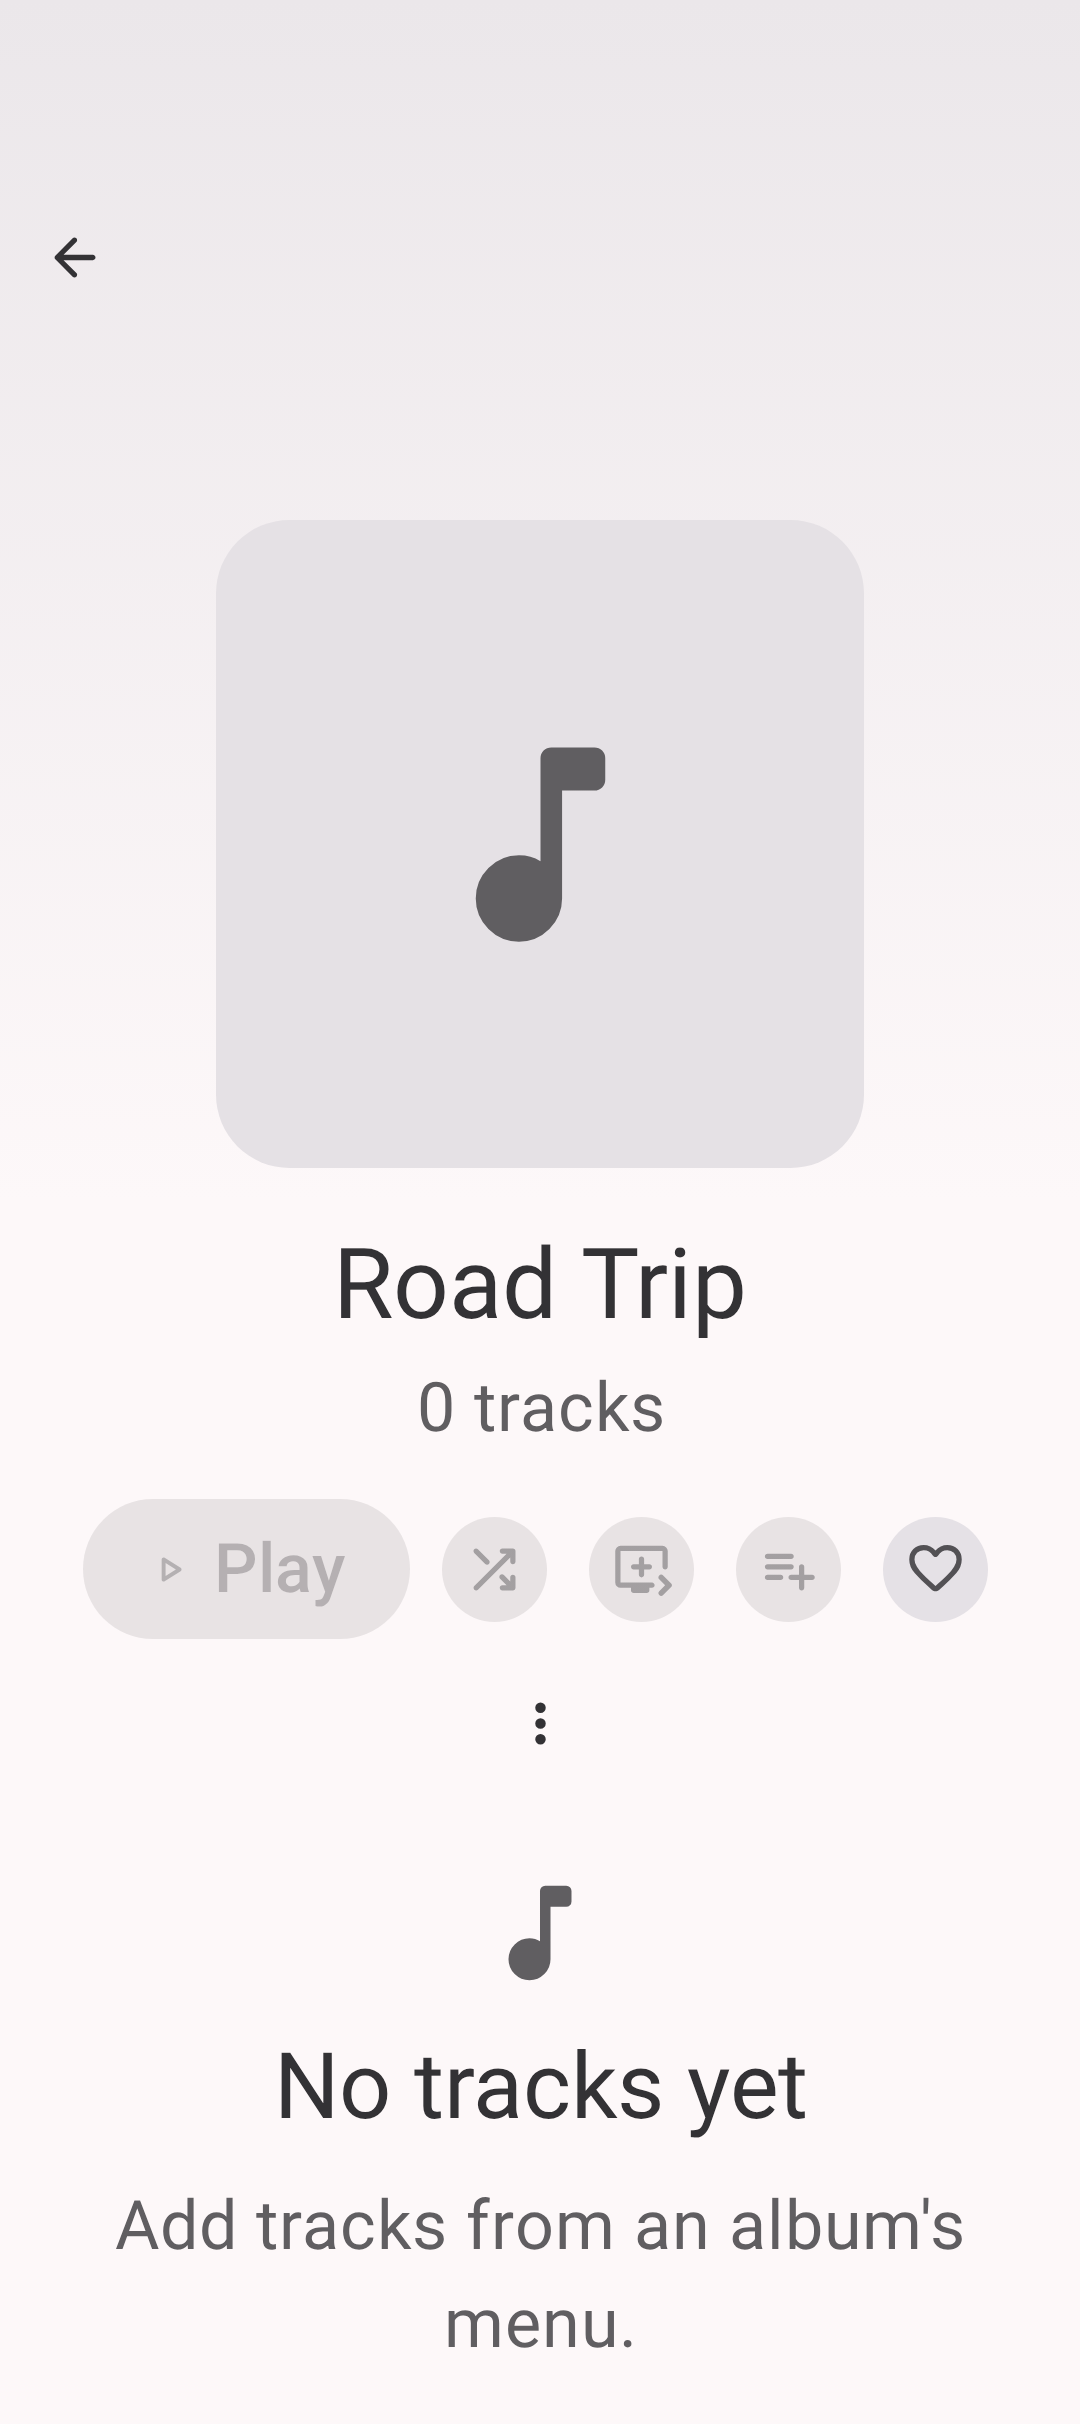 Road Trip
0 tracks
Play
No tracks yet
Add tracks from an album's
menu.